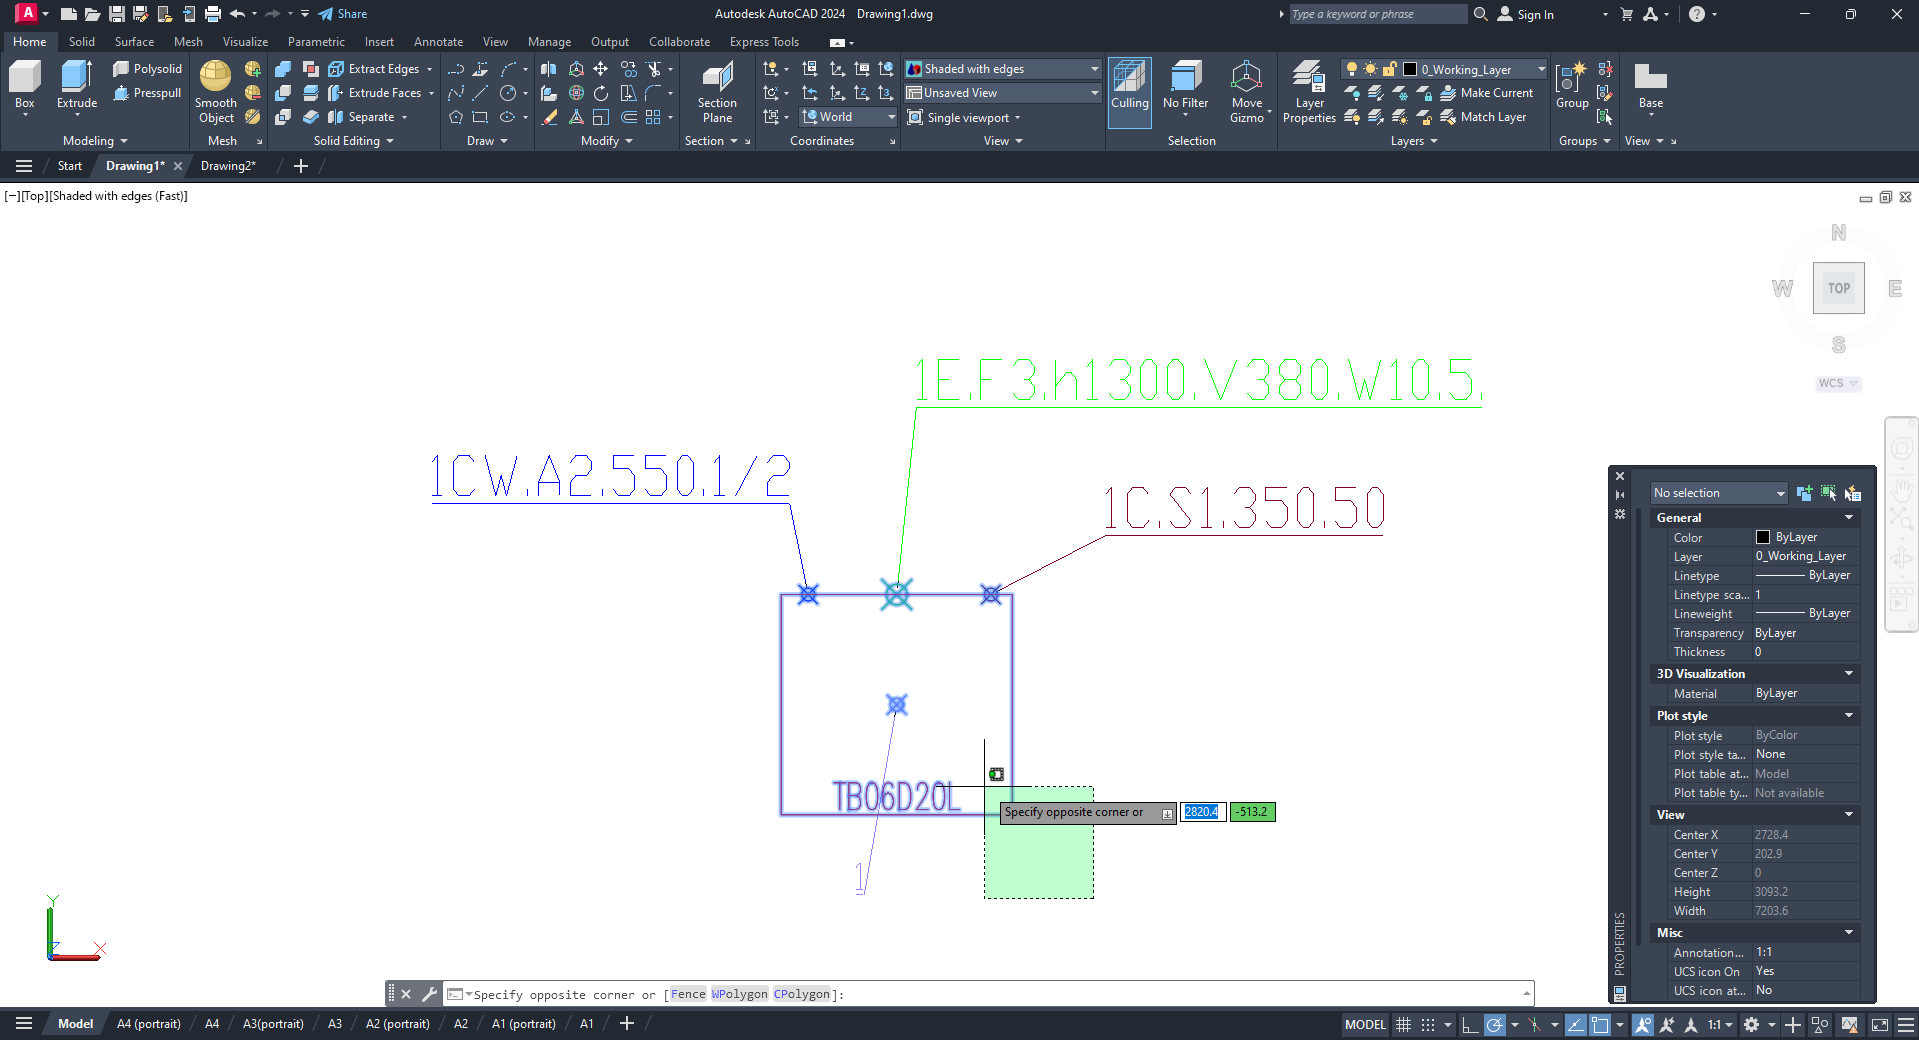 Share
Autodesk AutoCAD 2024 Drawing1.dwg
Type a keyword or phrase
Sign In
Home Solid Surface Mesh Visualize Parametric Insert Annotate View Manage Output Collaborate Express Tools
Box
Extrude
Polysolid
Presspull
Modeling
Smooth
Object
Mesh
Extract Edges
Extrude Faces
Separate
Solid Editing
Draw
Modify
Section
Plane
Section
World
Coordinates
Shaded with edges
Unsaved View
Single viewport
View
Culling
No Filter
Move
Gizmo
Selection
Layer
Properties
0_Working_Layer
Make Current
Match Layer
Layers
Group
Groups
Base
View
Start Drawing1* Drawing2*
[−][Top][Shaded with edges (Fast)]
N
W TOP E
S
WCS
1E.F3.h1300.V380.W10.5.
1CW.A2.550.1/2
1C.S1.350.50
TB06D20L
1
Specify opposite corner or 2820.4 -513.2
Y
Z
X
No selection
General
Color ByLayer
Layer 0_Working_Layer
Linetype ByLayer
Linetype sca... 1
Lineweight ByLayer
Transparency ByLayer
Thickness 0
3D Visualization
Material ByLayer
Plot style
Plot style ByColor
Plot style ta... None
Plot table at... Model
Plot table ty... Not available
View
Center X 2728.4
Center Y 202.9
Center Z 0
Height 3093.2
Width 7203.6
Misc
Annotation... 1:1
UCS icon On Yes
UCS icon at... No
PROPERTIES
Specify opposite corner or [Fence WPolygon CPolygon]:
Model A4 (portrait) A4 A3(portrait) A3 A2 (portrait) A2 A1 (portrait) A1
MODEL 1:1